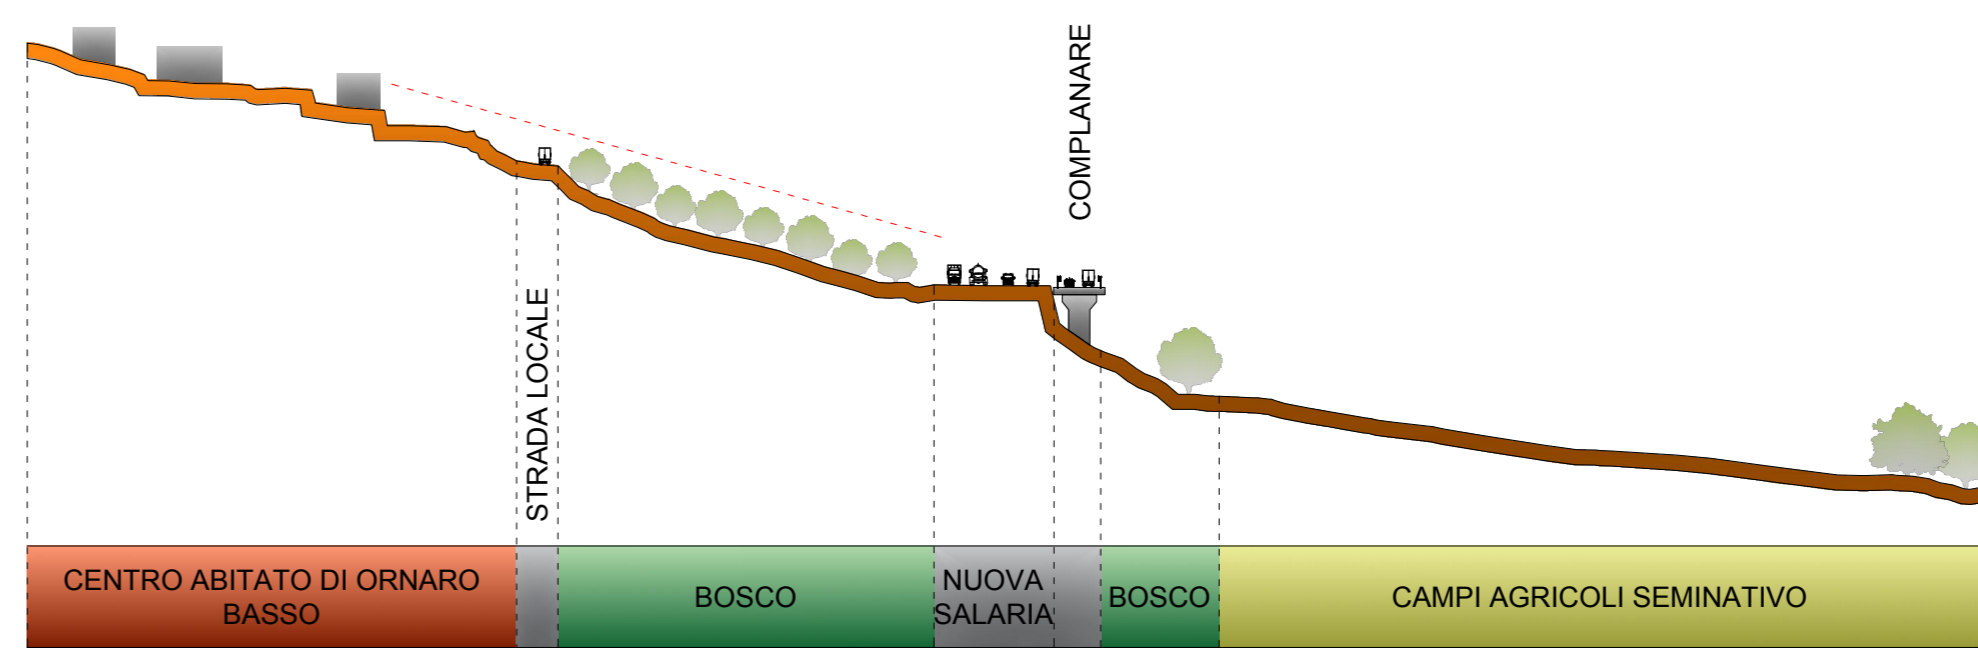 COMPLANARE
STRADA LOCALE
CENTRO ABITATO DI ORNARO
BASSO
BOSCO
NUOVA
SALARIA
BOSCO
CAMPI AGRICOLI SEMINATIVO